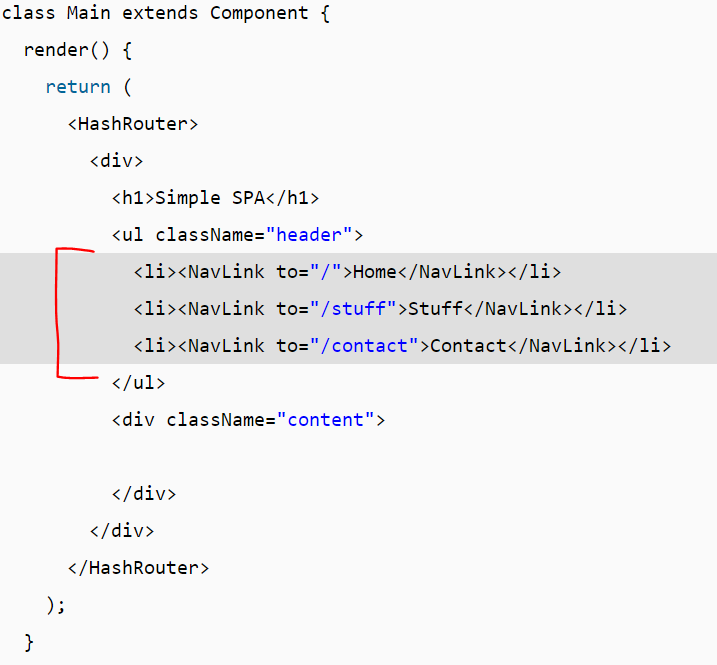 class Main extends Component {
  render() {
    return (
      <HashRouter>
        <div>
          <h1>Simple SPA</h1>
          <ul className="header">
            <li><NavLink to="/">Home</NavLink></li>
            <li><NavLink to="/stuff">Stuff</NavLink></li>
            <li><NavLink to="/contact">Contact</NavLink></li>
          </ul>
          <div className="content">
          </div>
        </div>
      </HashRouter>
    );
  }